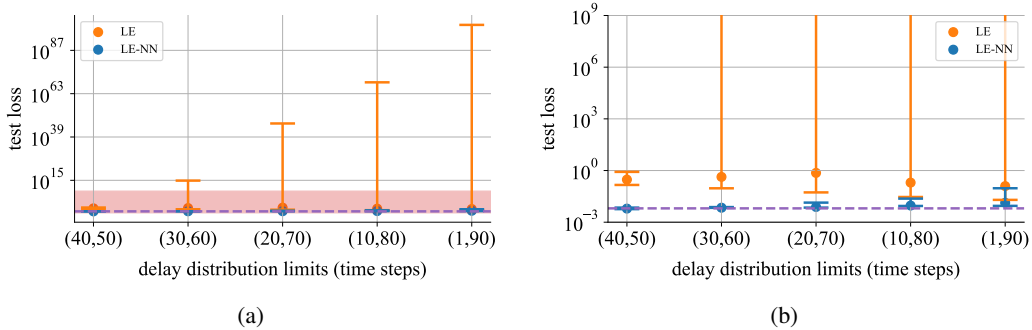 LE
LE-NN
10^87
10^63
10^39
10^15
test loss
(40,50) (30,60) (20,70) (10,80) (1,90)
delay distribution limits (time steps)
(a)
LE
LE-NN
10^9
10^6
10^3
10^0
10^−3
test loss
(40,50) (30,60) (20,70) (10,80) (1,90)
delay distribution limits (time steps)
(b)